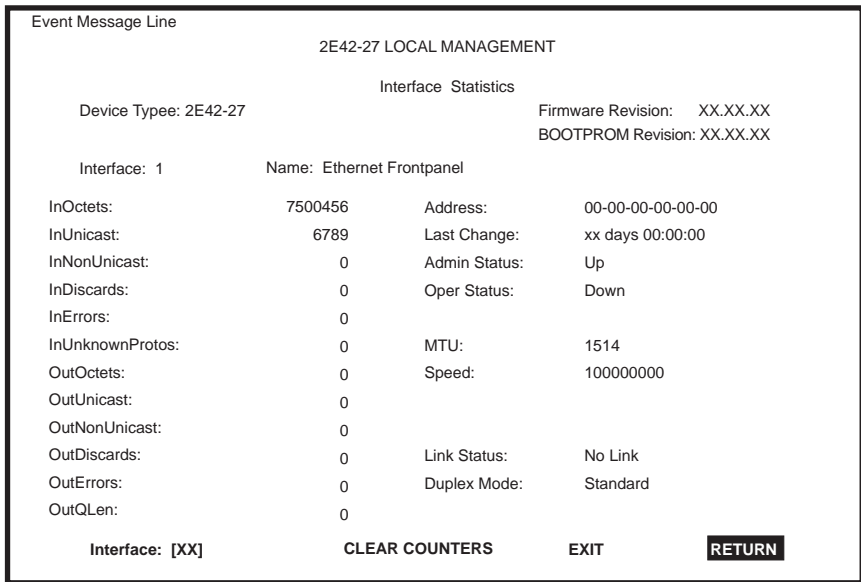 Event Message Line
2E42-27 LOCAL MANAGEMENT
Interface Statistics
Device Typee: 2E42-27 Firmware Revision: XX.XX.XX
BOOTPROM Revision: XX.XX.XX
Interface: 1 Name: Ethernet Frontpanel
InOctets: 7500456 Address: 00-00-00-00-00-00
InUnicast: 6789 Last Change: xx days 00:00:00
InNonUnicast: 0 Admin Status: Up
InDiscards: 0 Oper Status: Down
InErrors: 0
InUnknownProtos: 0 MTU: 1514
OutOctets: 0 Speed: 100000000
OutUnicast: 0
OutNonUnicast: 0
OutDiscards: 0 Link Status: No Link
OutErrors: 0 Duplex Mode: Standard
OutQLen: 0
Interface: [XX] CLEAR COUNTERS EXIT RETURN